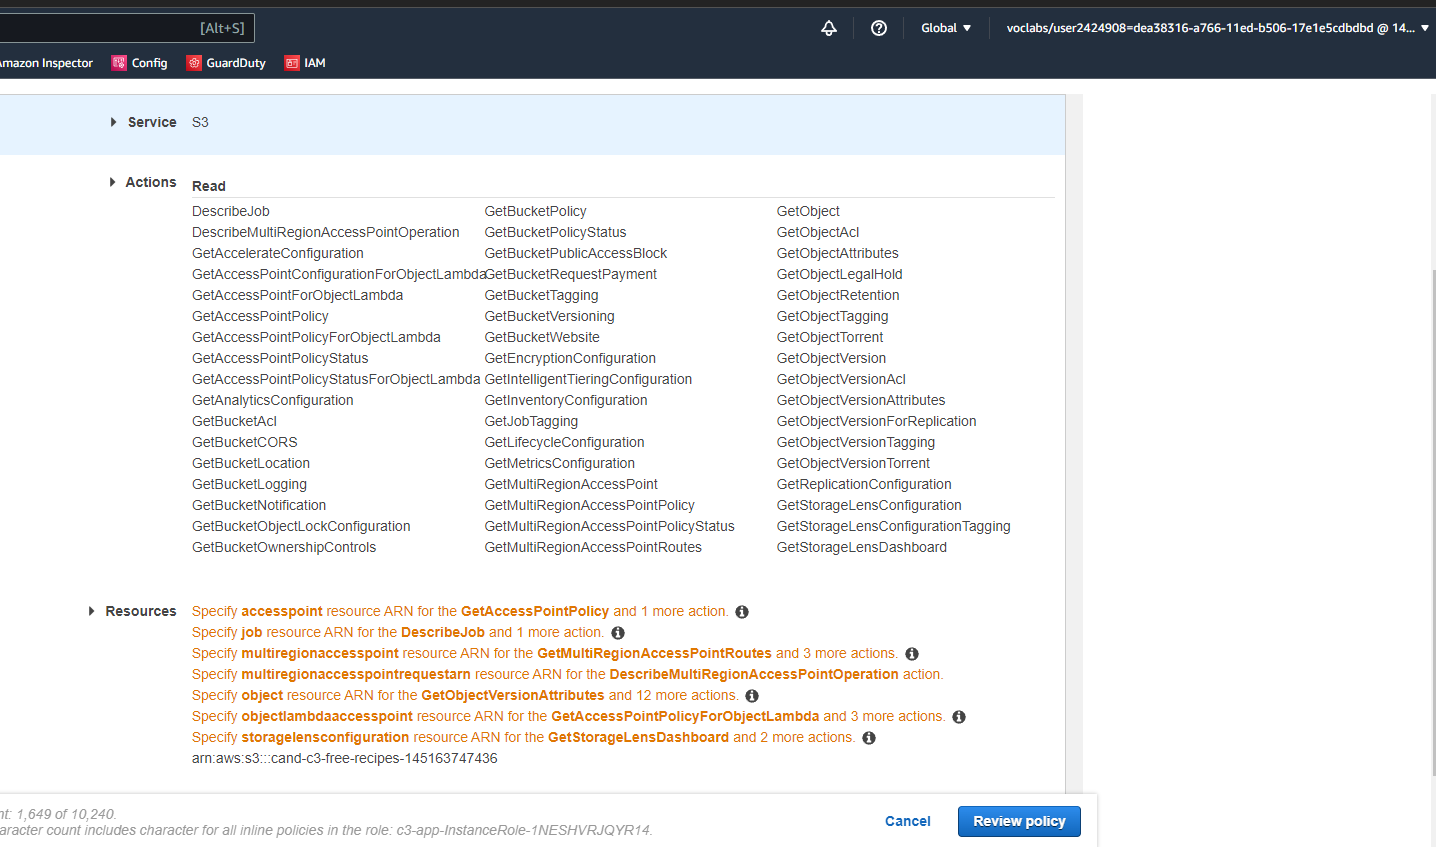 [Alt+S]
Global
voclabs/user2424908=dea38316-a766-11ed-b506-17e1e5cdbdbd @ 14...
mazon Inspector
Config
GuardDuty
IAM
Service S3
Actions Read
DescribeJob GetBucketPolicy GetObject
DescribeMultiRegionAccessPointOperation GetBucketPolicyStatus GetObjectAcl
GetAccelerateConfiguration GetBucketPublicAccessBlock GetObjectAttributes
GetAccessPointConfigurationForObjectLambda GetBucketRequestPayment GetObjectLegalHold
GetAccessPointForObjectLambda GetBucketTagging GetObjectRetention
GetAccessPointPolicy GetBucketVersioning GetObjectTagging
GetAccessPointPolicyForObjectLambda GetBucketWebsite GetObjectTorrent
GetAccessPointPolicyStatus GetEncryptionConfiguration GetObjectVersion
GetAccessPointPolicyStatusForObjectLambda GetIntelligentTieringConfiguration GetObjectVersionAcl
GetAnalyticsConfiguration GetInventoryConfiguration GetObjectVersionAttributes
GetBucketAcl GetJobTagging GetObjectVersionForReplication
GetBucketCORS GetLifecycleConfiguration GetObjectVersionTagging
GetBucketLocation GetMetricsConfiguration GetObjectVersionTorrent
GetBucketLogging GetMultiRegionAccessPoint GetReplicationConfiguration
GetBucketNotification GetMultiRegionAccessPointPolicy GetStorageLensConfiguration
GetBucketObjectLockConfiguration GetMultiRegionAccessPointPolicyStatus GetStorageLensConfigurationTagging
GetBucketOwnershipControls GetMultiRegionAccessPointRoutes GetStorageLensDashboard
Resources Specify accesspoint resource ARN for the GetAccessPointPolicy and 1 more action.
Specify job resource ARN for the DescribeJob and 1 more action.
Specify multiregionaccesspoint resource ARN for the GetMultiRegionAccessPointRoutes and 3 more actions.
Specify multiregionaccesspointrequestarn resource ARN for the DescribeMultiRegionAccessPointOperation action.
Specify object resource ARN for the GetObjectVersionAttributes and 12 more actions.
Specify objectlambdaaccesspoint resource ARN for the GetAccessPointPolicyForObjectLambda and 3 more actions.
Specify storagelensconfiguration resource ARN for the GetStorageLensDashboard and 2 more actions.
arn:aws:s3:::cand-c3-free-recipes-145163747436
nt: 1,649 of 10,240.
aracter count includes character for all inline policies in the role: c3-app-InstanceRole-1NESHVRJQYR14.
Cancel
Review policy